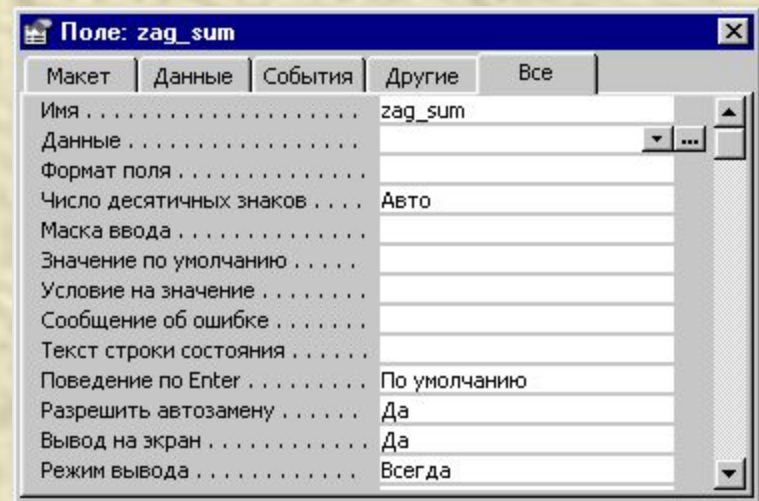 Поле: zag_sum
Макет Данные События Другие Все
Имя . . . . . . . . . . . . . . . . . . . . zag_sum
Данные . . . . . . . . . . . . . . . . . ...
Формат поля . . . . . . . . . . . . . .
Число десятичных знаков . . . . Авто
Маска ввода . . . . . . . . . . . . . .
Значение по умолчанию . . . . .
Условие на значение . . . . . . . .
Сообщение об ошибке . . . . . . .
Текст строки состояния . . . . . .
Поведение по Enter . . . . . . . . . По умолчанию
Разрешить автозамену . . . . . . Да
Вывод на экран . . . . . . . . . . . . Да
Режим вывода . . . . . . . . . . . . Всегда